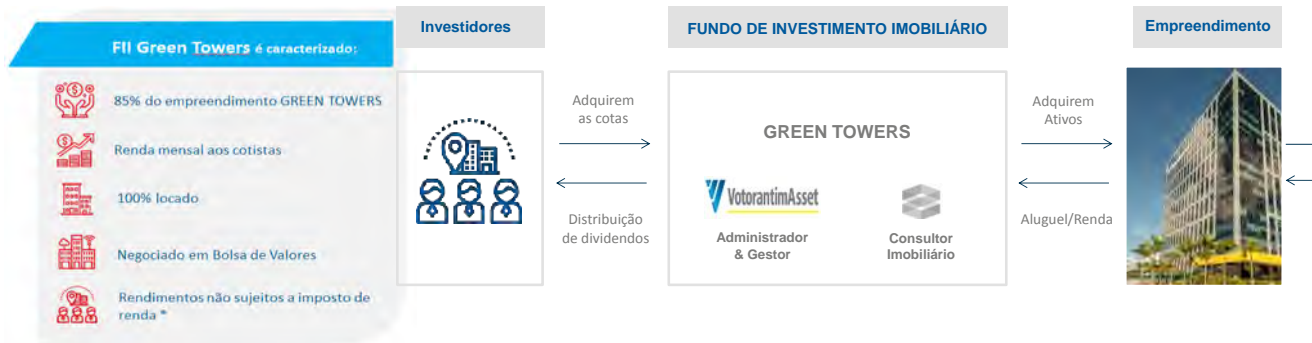 FII Green Towers é caracterizado:
85% do empreendimento GREEN TOWERS
Renda mensal aos cotistas
100% locado
Negociado em Bolsa de Valores
Rendimentos não sujeitos a imposto de
renda *
Investidores
Adquirem
as cotas
Distribuição
de dividendos
FUNDO DE INVESTIMENTO IMOBILIÁRIO
GREEN TOWERS
VotorantimAsset
Administrador
& Gestor
Consultor
Imobiliário
Adquirem
Ativos
Aluguel/Renda
Empreendimento